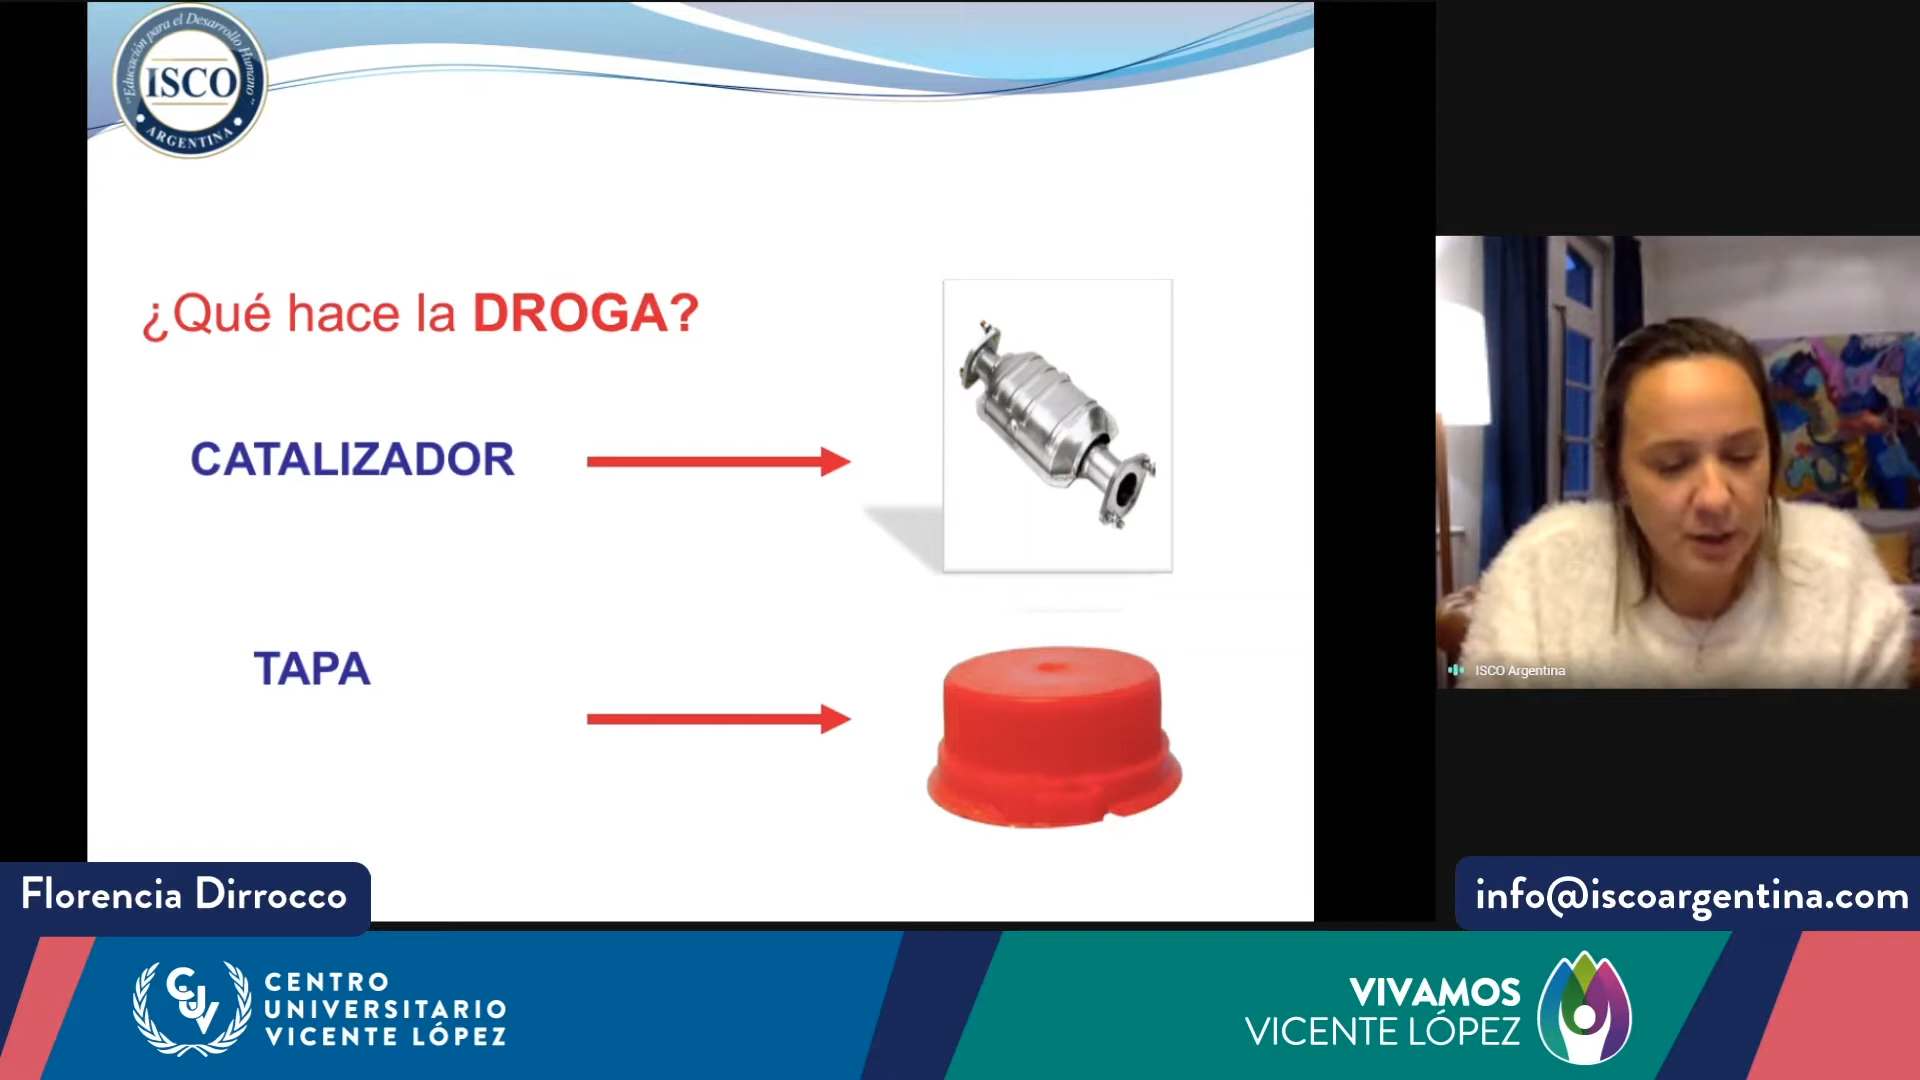 "Educación para el Desarrollo Humano"
ISCO
ARGENTINA
¿Qué hace la DROGA?
CATALIZADOR
TAPA
ISCO Argentina
Florencia Dirrocco
info@iscoargentina.com
CUV
CENTRO
UNIVERSITARIO
VICENTE LÓPEZ
VIVAMOS
VICENTE LÓPEZ